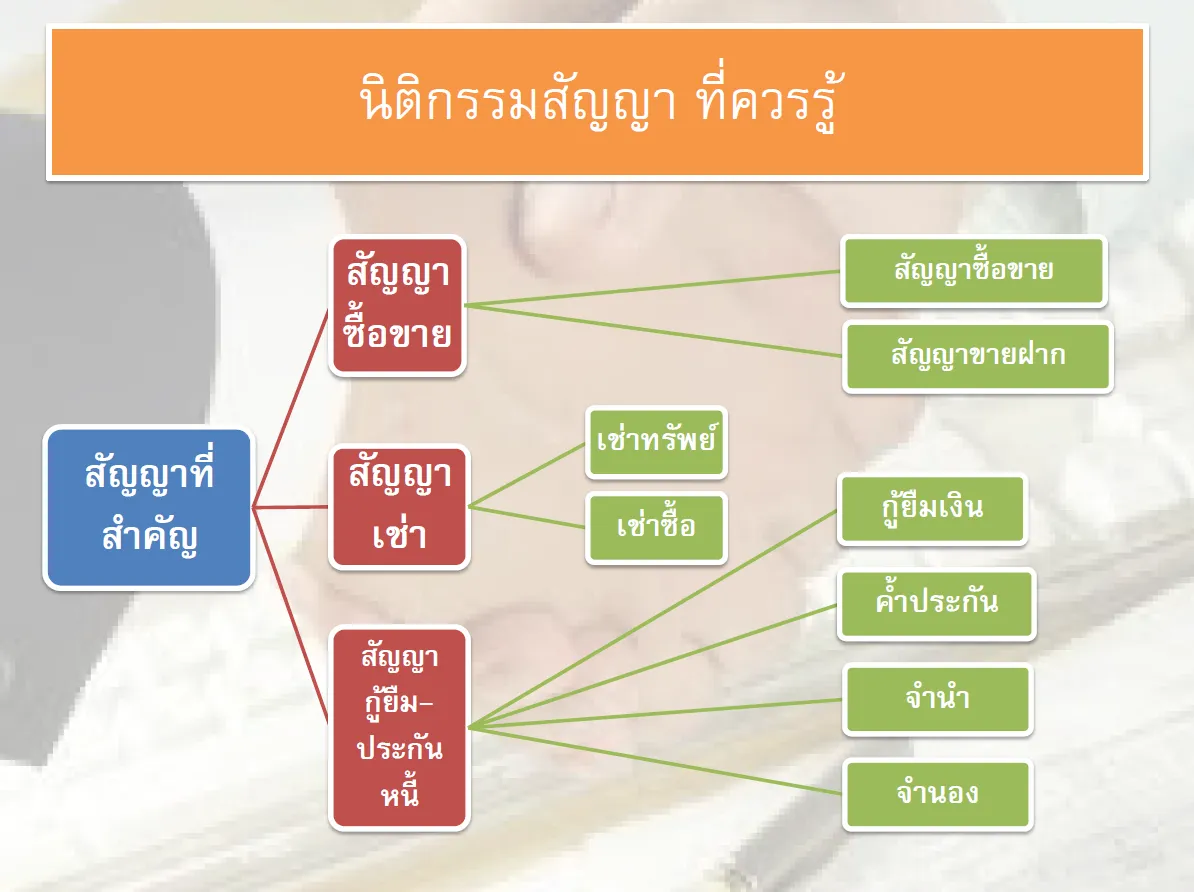 นิติกรรมสัญญา ที่ควรรู้
สัญญาที่
สำคัญ
สัญญา
ซื้อขาย
สัญญาซื้อขาย
สัญญาขายฝาก
สัญญา
เช่า
เช่าทรัพย์
เช่าซื้อ
สัญญา
กู้ยืม-
ประกัน
หนี้
กู้ยืมเงิน
ค้ำประกัน
จำนำ
จำนอง